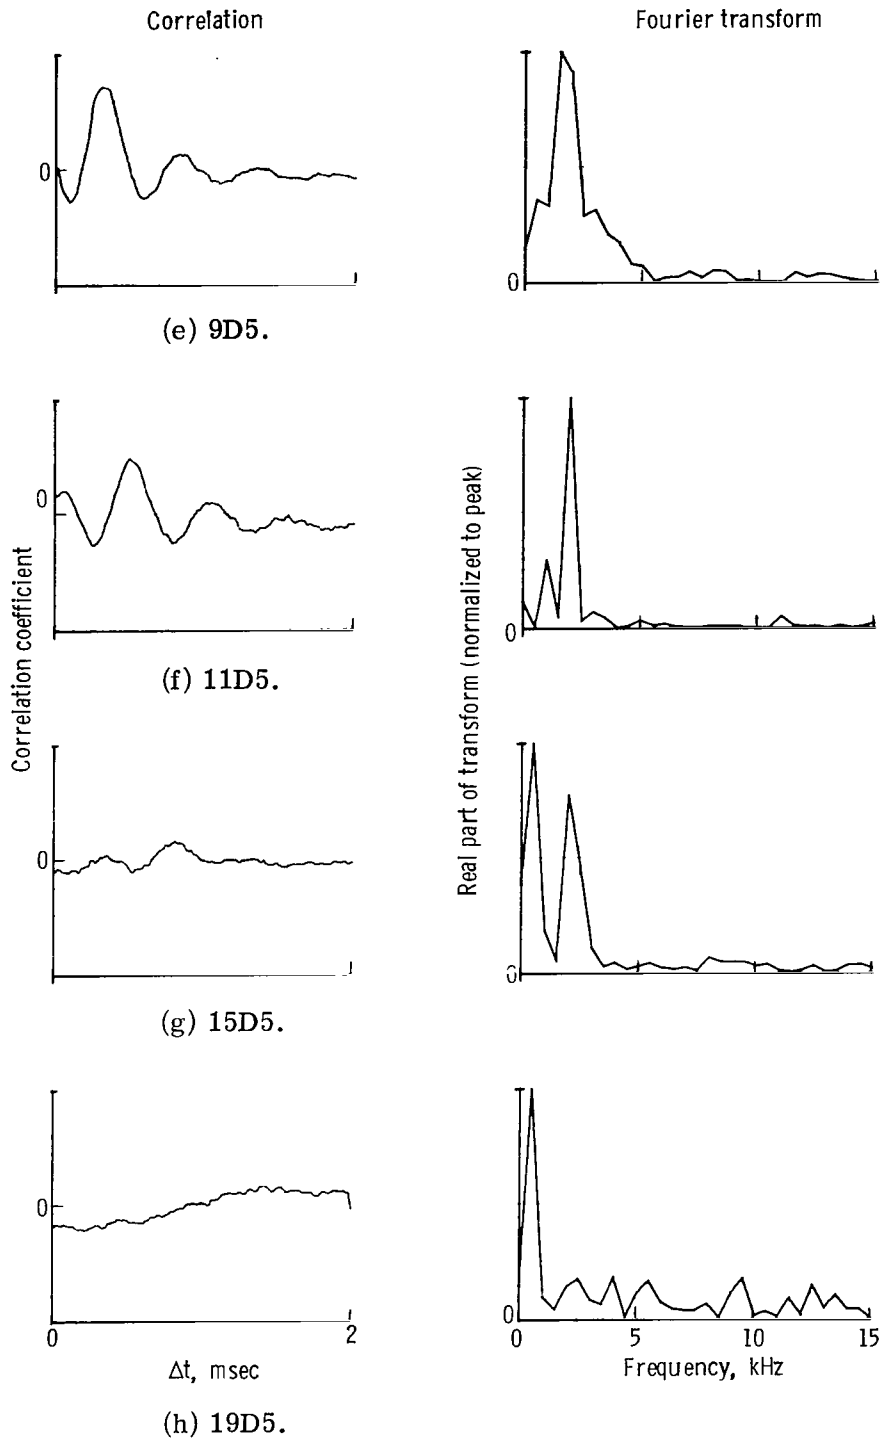 Correlation
Fourier transform
0
0
(e) 9D5.
0
0
(f) 11D5.
Correlation coefficient
Real part of transform (normalized to peak)
0
0
(g) 15D5.
0
0
0
2
Δt, msec
0
5
10
15
Frequency, kHz
(h) 19D5.